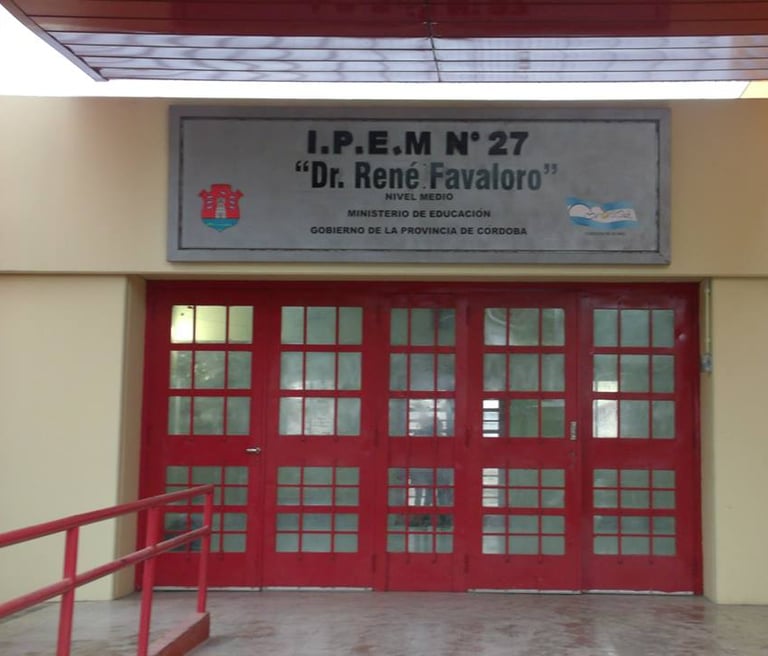 I.P.E.M N° 27
“Dr. René Favaloro”
NIVEL MEDIO
MINISTERIO DE EDUCACIÓN
GOBIERNO DE LA PROVINCIA DE CORDOBA